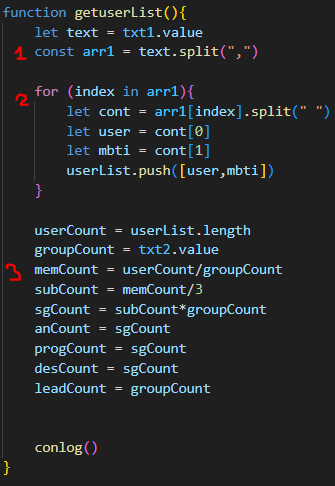 function getuserList(){
let text = txt1.value
1 const arr1 = text.split(",")
2 for (index in arr1){
let cont = arr1[index].split(" ")
let user = cont[0]
let mbti = cont[1]
userList.push([user,mbti])
}
userCount = userList.length
groupCount = txt2.value
3 memCount = userCount/groupCount
subCount = memCount/3
sgCount = subCount*groupCount
anCount = sgCount
progCount = sgCount
desCount = sgCount
leadCount = groupCount
conlog()
}